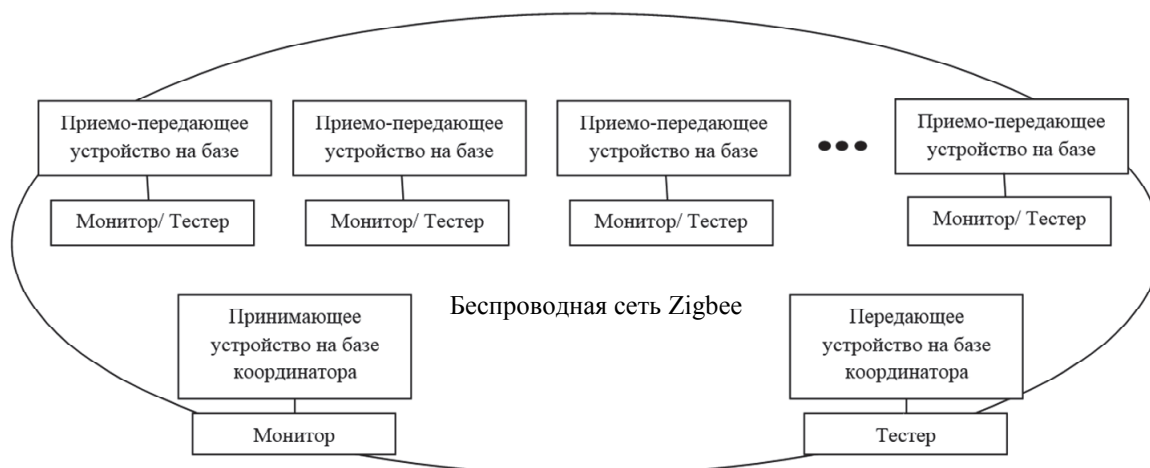 Приемо-передающее
устройство на базе
Приемо-передающее
устройство на базе
Приемо-передающее
устройство на базе
Приемо-передающее
устройство на базе
Монитор/ Тестер
Монитор/ Тестер
Монитор/ Тестер
Монитор/ Тестер
Беспроводная сеть Zigbee
Принимающее
устройство на базе
координатора
Передающее
устройство на базе
координатора
Монитор
Тестер